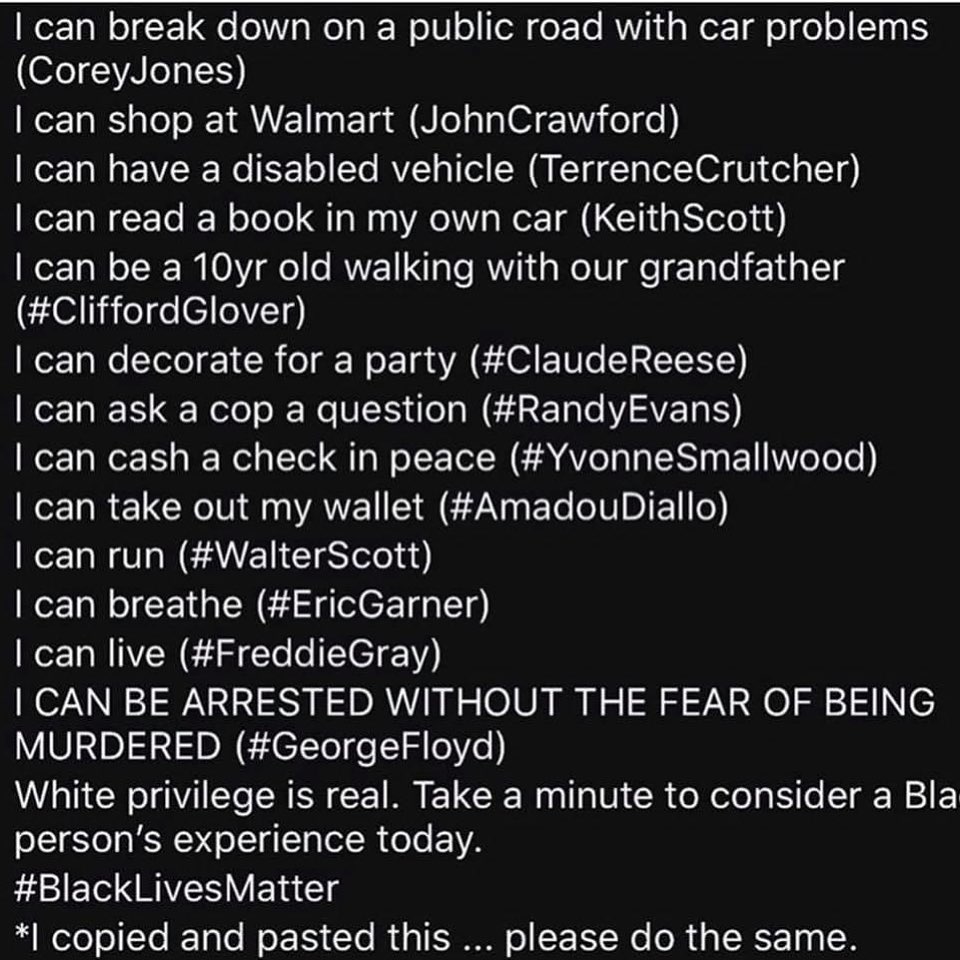 I can break down on a public road with car problems
(CoreyJones)
I can shop at Walmart (JohnCrawford)
I can have a disabled vehicle (TerrenceCrutcher)
I can read a book in my own car (KeithScott)
I can be a 10yr old walking with our grandfather
(#CliffordGlover)
I can decorate for a party (#ClaudeReese)
I can ask a cop a question (#RandyEvans)
I can cash a check in peace (#YvonneSmallwood)
I can take out my wallet (#AmadouDiallo)
I can run (#WalterScott)
I can breathe (#EricGarner)
I can live (#FreddieGray)
I CAN BE ARRESTED WITHOUT THE FEAR OF BEING
MURDERED (#GeorgeFloyd)
White privilege is real. Take a minute to consider a Bla
person's experience today.
#BlackLivesMatter
*I copied and pasted this ... please do the same.